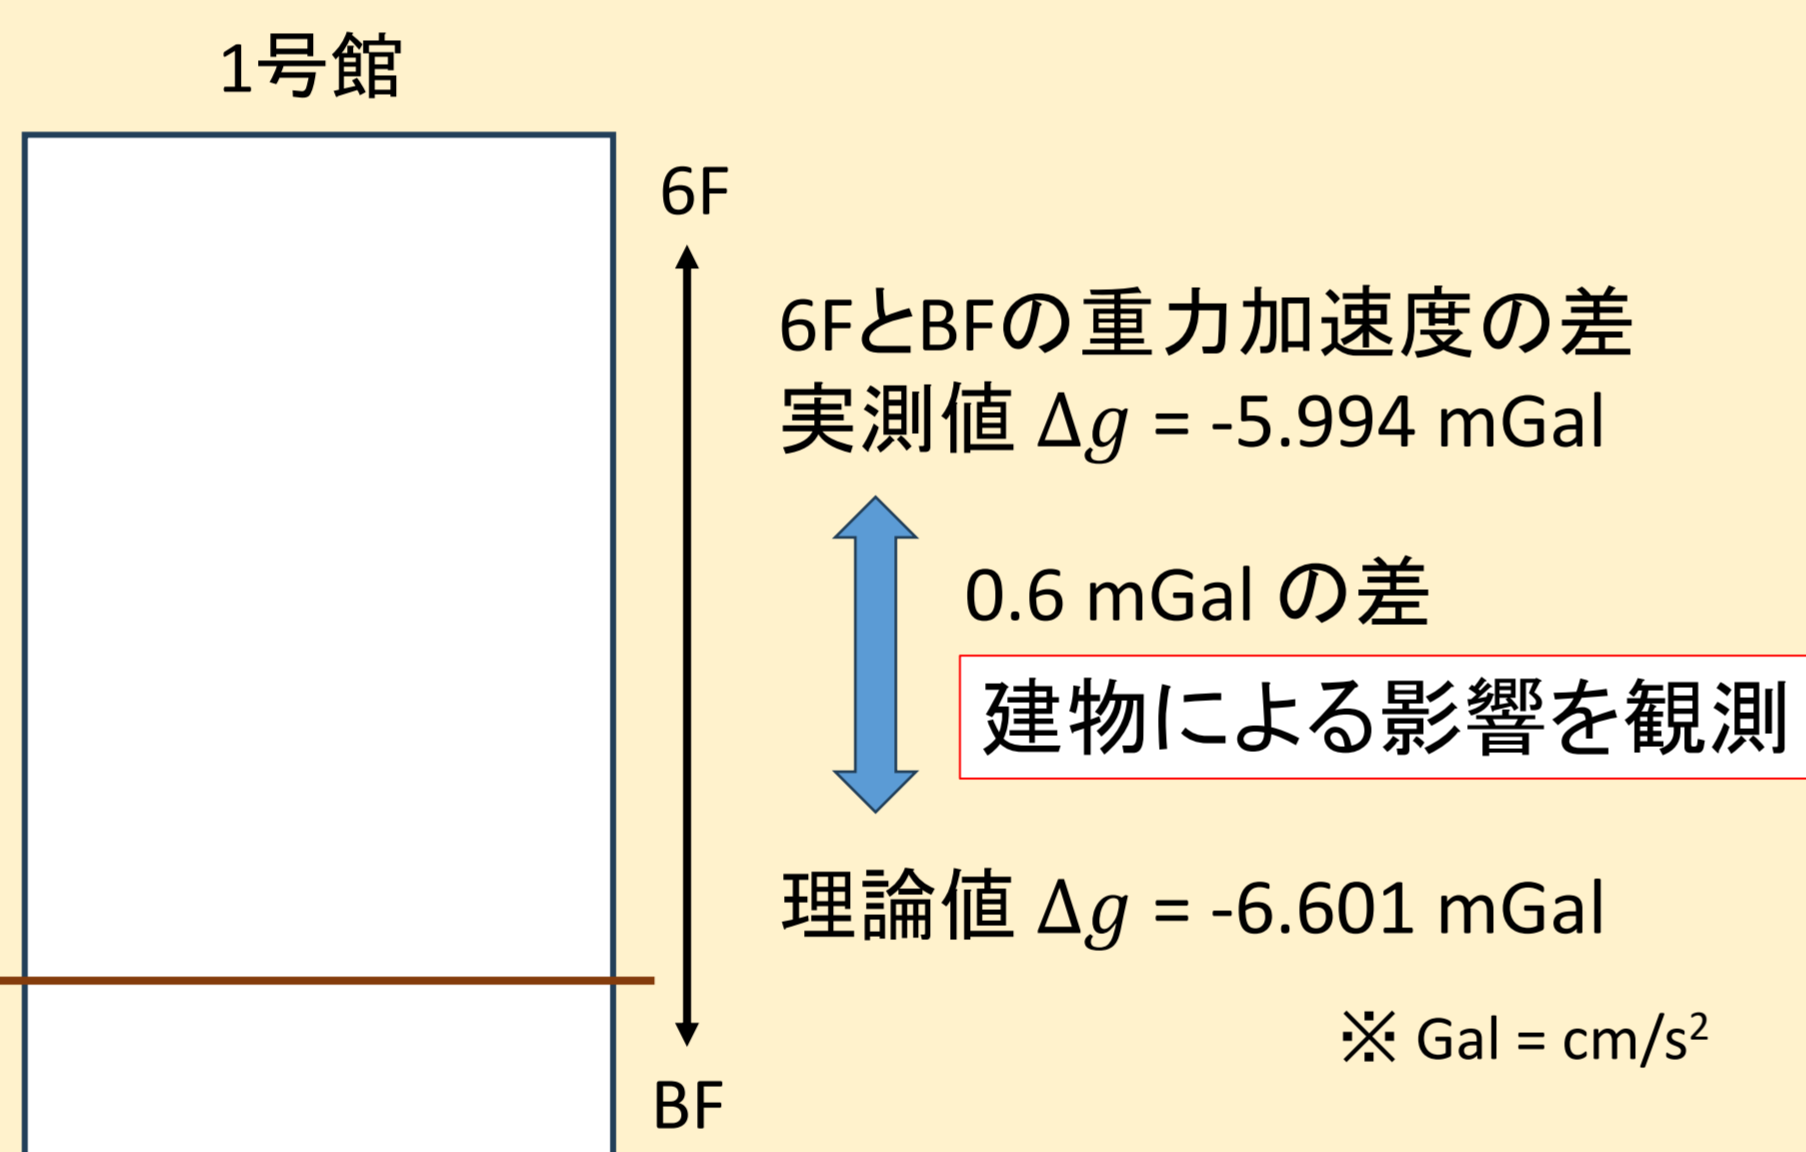 1号館
6F
6FとBFの重力加速度の差
実測値 Δg = -5.994 mGal
0.6 mGal の差
建物による影響を観測
理論値 Δg = -6.601 mGal
※ Gal = cm/s²
BF